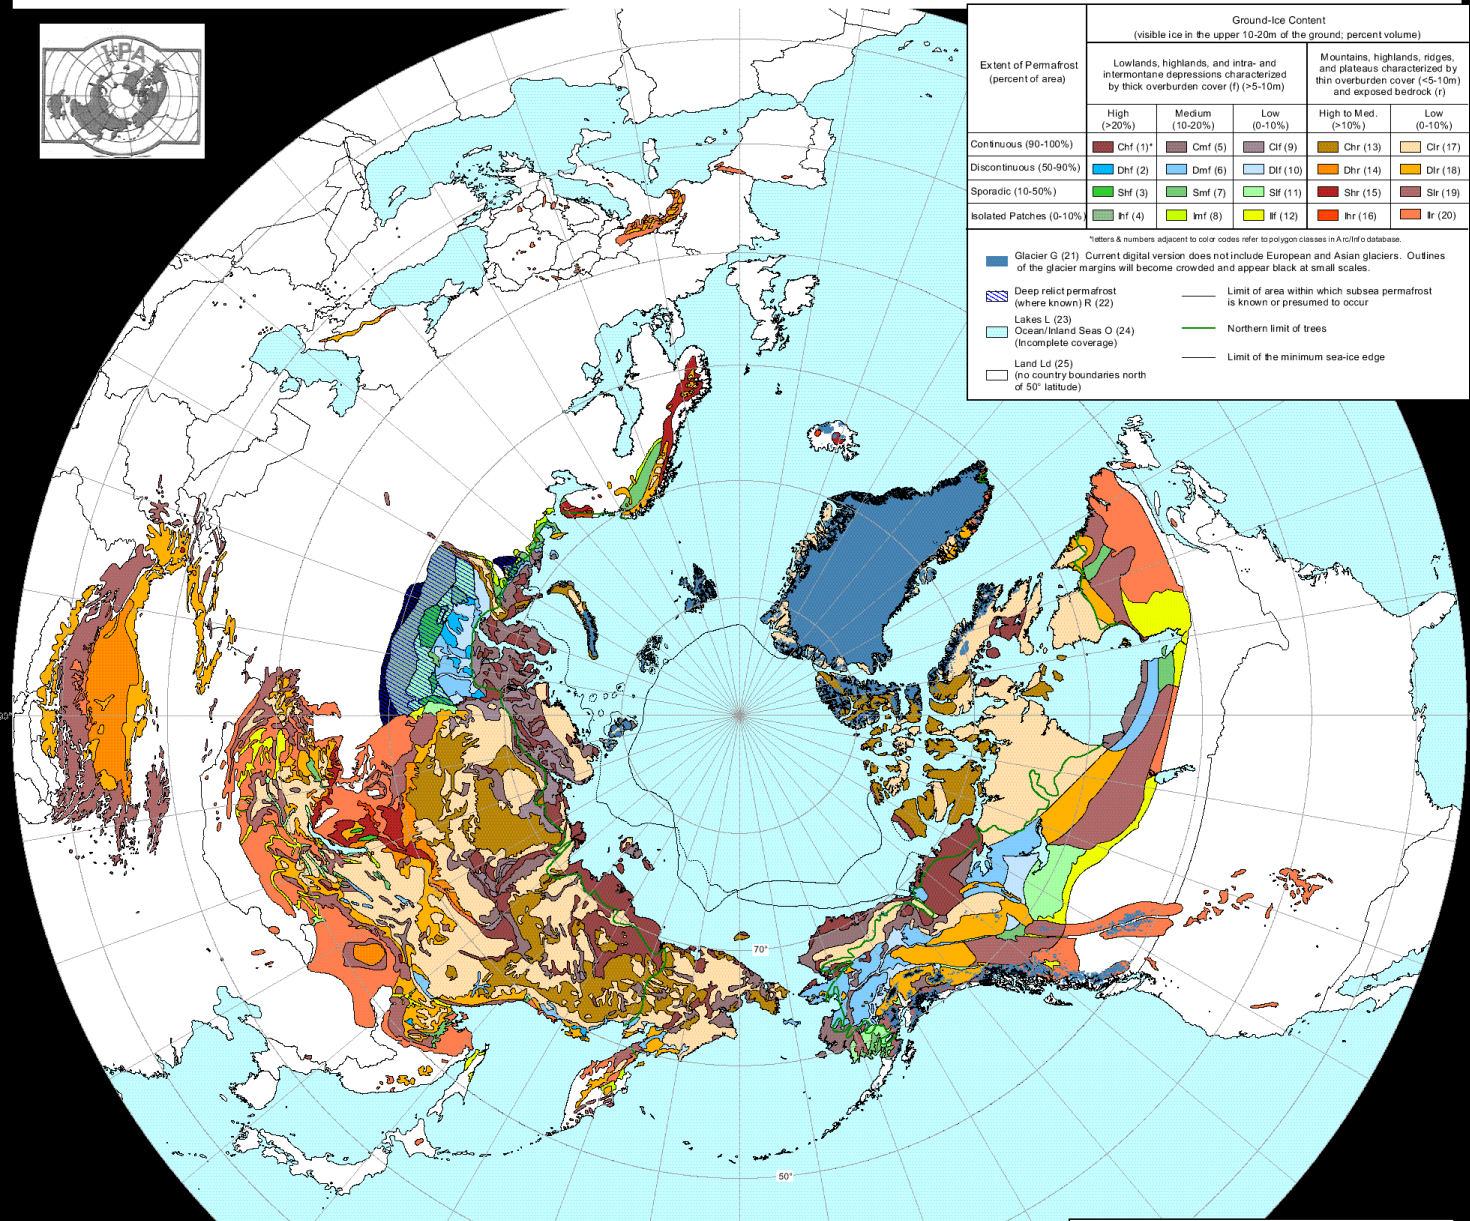 IPA
Ground-Ice Content
(visible ice in the upper 10-20m of the ground; percent volume)
Extent of Permafrost
(percent of area)
Lowlands, highlands, and intra- and
intermontane depressions characterized
by thick overburden cover (f) (>5-10m)
Mountains, highlands, ridges,
and plateaus characterized by
thin overburden cover (<5-10m)
and exposed bedrock (r)
High
(>20%)
Medium
(10-20%)
Low
(0-10%)
High to Med.
(>10%)
Low
(0-10%)
Continuous (90-100%) Chf (1)* Cmf (5) Clf (9) Chr (13) Clr (17)
Discontinuous (50-90%) Dhf (2) Dmf (6) Dlf (10) Dhr (14) Dlr (18)
Sporadic (10-50%) Shf (3) Smf (7) Slf (11) Shr (15) Slr (19)
Isolated Patches (0-10%) Ihf (4) Imf (8) Ilf (12) Ihr (16) Ilr (20)
*letters & numbers adjacent to color codes refer to polygon classes in Arc/Info database.
Glacier G (21) Current digital version does not include European and Asian glaciers. Outlines
of the glacier margins will become crowded and appear black at small scales.
Deep relict permafrost
(where known) R (22)
Lakes L (23)
Ocean/Inland Seas O (24)
(Incomplete coverage)
Land Ld (25)
(no country boundaries north
of 50° latitude)
Limit of area within which subsea permafrost
is known or presumed to occur
Northern limit of trees
Limit of the minimum sea-ice edge
70°
50°